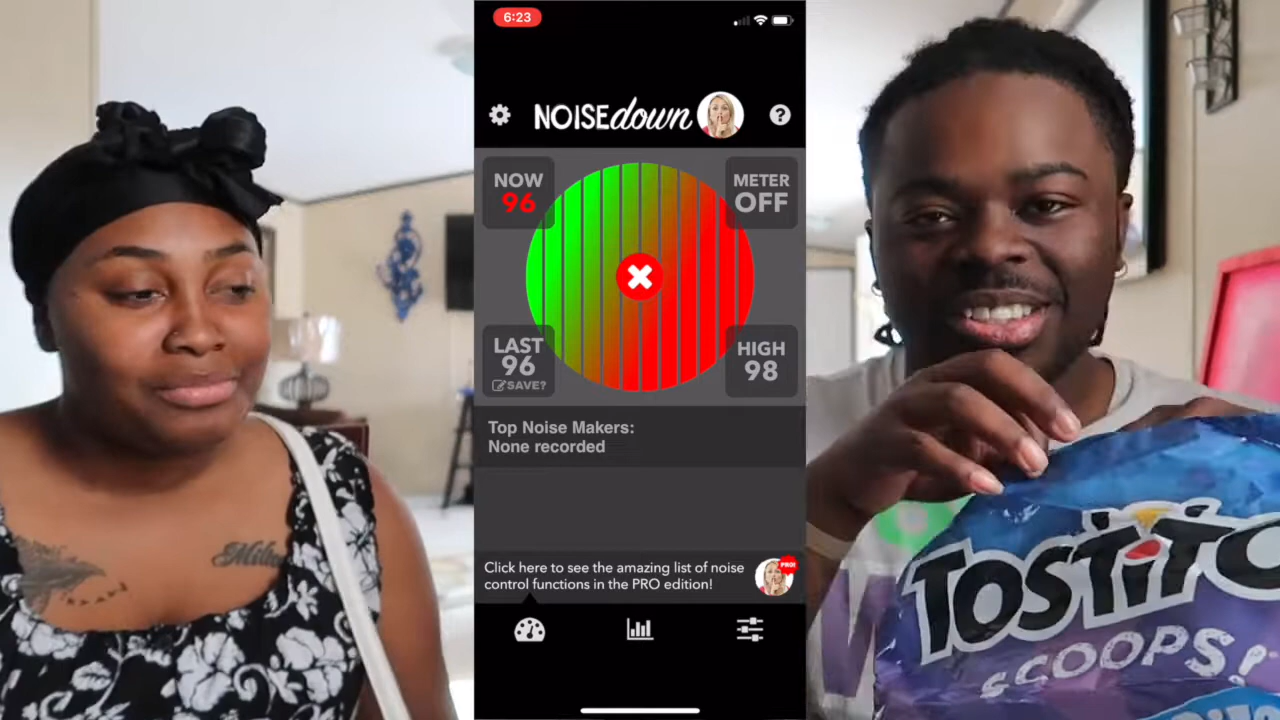 6:23
NOISEdown
NOW
96
METER
OFF
LAST
96
SAVE?
HIGH
98
Top Noise Makers:
None recorded
Click here to see the amazing list of noise
control functions in the PRO edition!
PRO!
TOSTITO
SCOOPS!